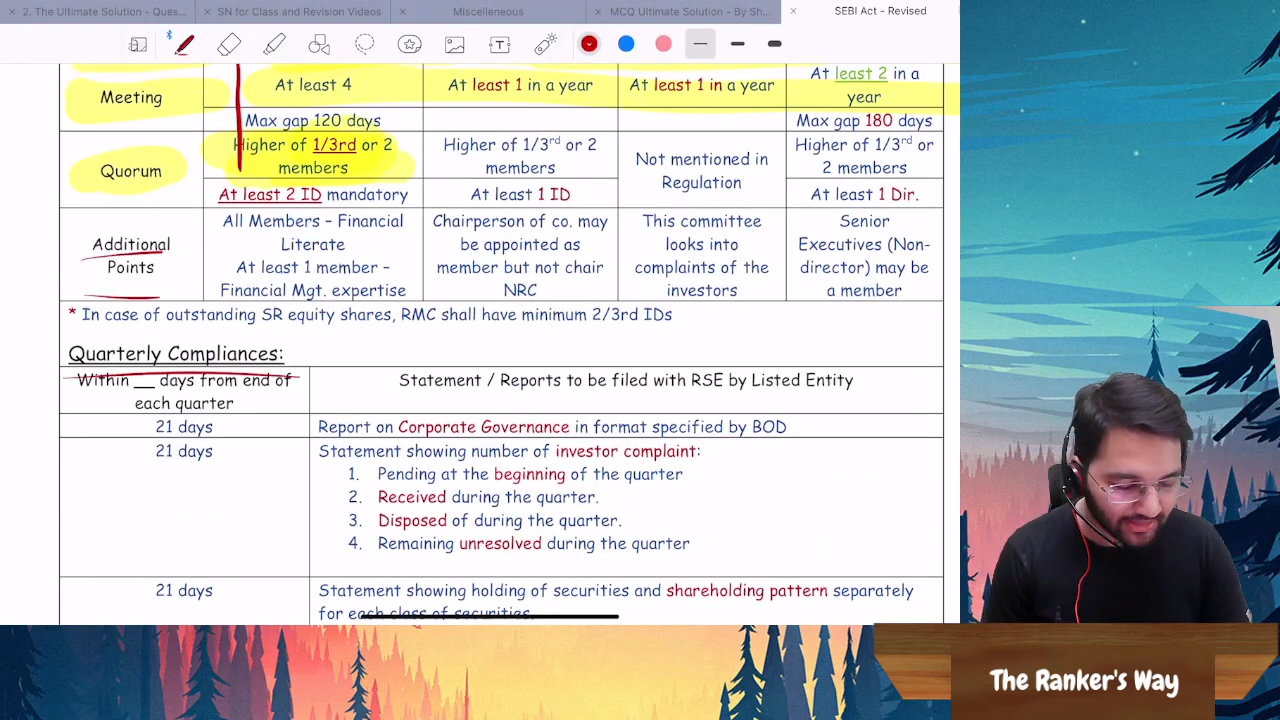 2. The Ultimate Solution - Ques...
SN for Class and Revision Videos
Miscellaneous
MCQ Ultimate Solution - By Sh...
SEBI Act - Revised
Meeting
At least 4
At least 1 in a year
At least 1 in a year
At least 2 in a
year
Max gap 120 days
Max gap 180 days
Quorum
Higher of 1/3rd or 2
members
Higher of 1/3rd or 2
members
Not mentioned in
Regulation
Higher of 1/3rd or
2 members
At least 2 ID mandatory
At least 1 ID
At least 1 Dir.
Additional
Points
All Members – Financial
Literate
At least 1 member –
Financial Mgt. expertise
Chairperson of co. may
be appointed as
member but not chair
NRC
This committee
looks into
complaints of the
investors
Senior
Executives (Non-
director) may be
a member
* In case of outstanding SR equity shares, RMC shall have minimum 2/3rd IDs
Quarterly Compliances:
Within __ days from end of
each quarter
Statement / Reports to be filed with RSE by Listed Entity
21 days
Report on Corporate Governance in format specified by BOD
21 days
Statement showing number of investor complaint:
1. Pending at the beginning of the quarter
2. Received during the quarter.
3. Disposed of during the quarter.
4. Remaining unresolved during the quarter
21 days
Statement showing holding of securities and shareholding pattern separately
for each class of securities.
The Ranker's Way